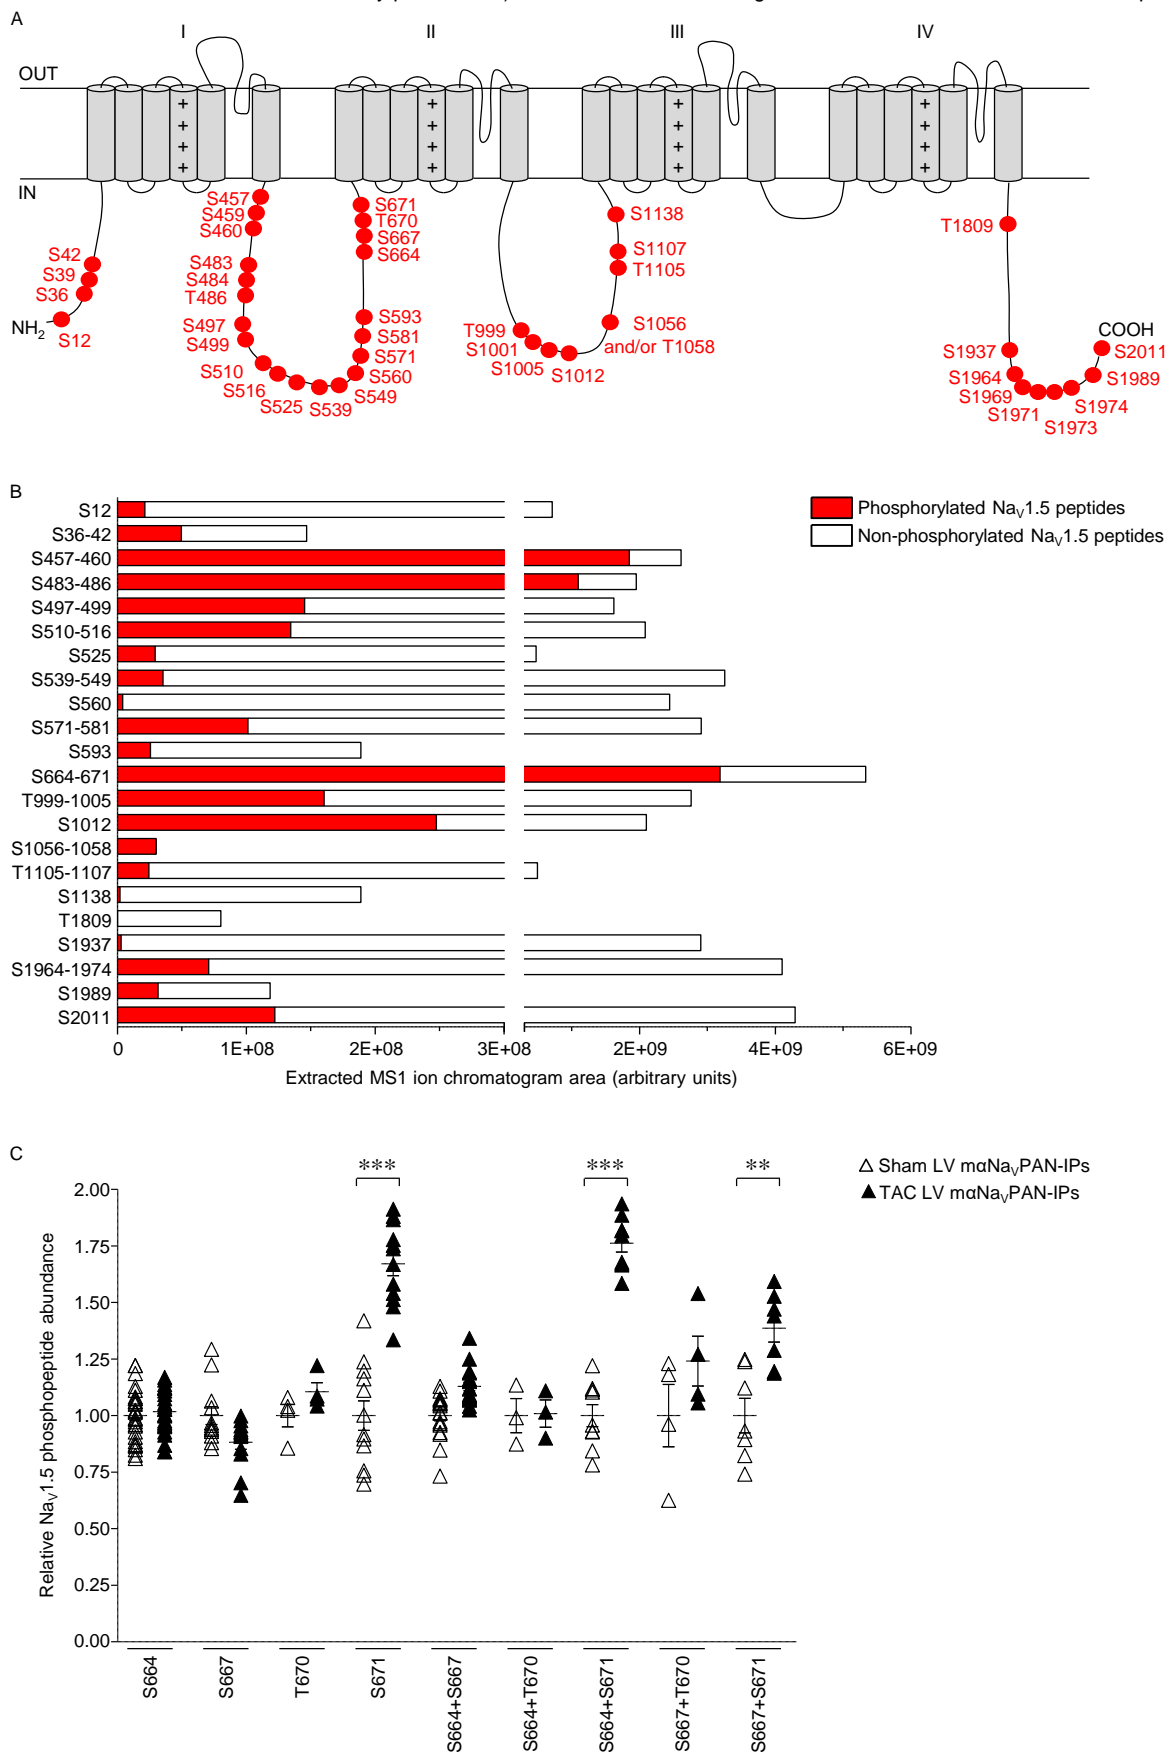 A
I II III IV
OUT
+ + + +
+ + + +
+ + + +
+ + + +
IN
S457 S671 S1138
S459 T670
S460 S667 S1107 T1809
S42 S664
S39 S483 T1105
S36 S484
T486
NH2 S12 S497 S593 T999 S1056 COOH
S499 S581 S1001 and/or T1058 S1937 S2011
S510 S571 S1005 S1012 S1964 S1989
S516 S560 S1969
S525 S539 S549 S1971 S1973 S1974
B
Phosphorylated NaV1.5 peptides
Non-phosphorylated NaV1.5 peptides
S12
S36-42
S457-460
S483-486
S497-499
S510-516
S525
S539-549
S560
S571-581
S593
S664-671
T999-1005
S1012
S1056-1058
T1105-1107
S1138
T1809
S1937
S1964-1974
S1989
S2011
0 1E+08 2E+08 3E+08 2E+09 4E+09 6E+09
Extracted MS1 ion chromatogram area (arbitrary units)
C
Sham LV mαNaVPAN-IPs
TAC LV mαNaVPAN-IPs
*** *** **
Relative NaV1.5 phosphopeptide abundance
2.00
1.75
1.50
1.25
1.00
0.75
0.50
0.25
0.00
S664
S667
T670
S671
S664+S667
S664+T670
S664+S671
S667+T670
S667+S671